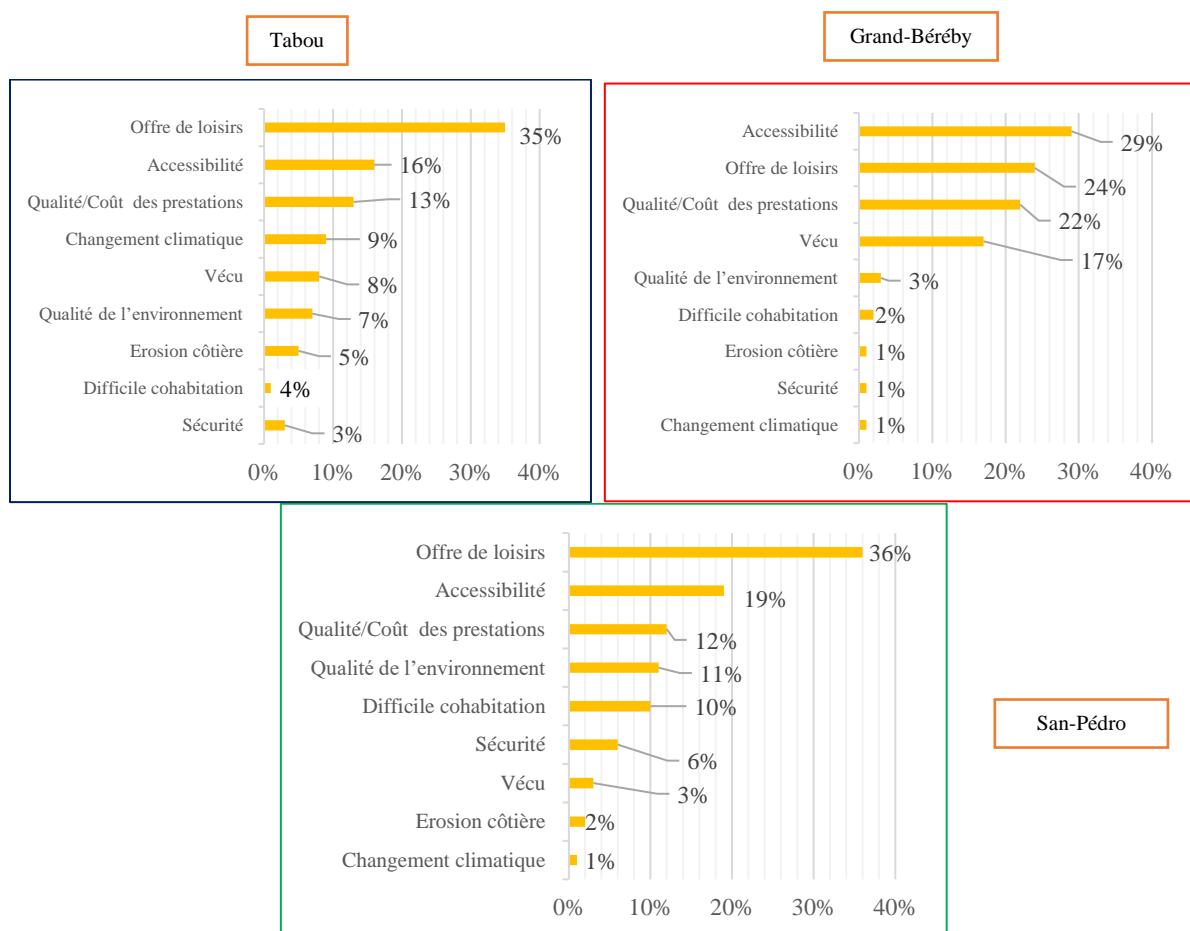 Tabou
Offre de loisirs 35%
Accessibilité 16%
Qualité/Coût des prestations 13%
Changement climatique 9%
Vécu 8%
Qualité de l’environnement 7%
Erosion côtière 5%
Difficile cohabitation 4%
Sécurité 3%
0% 10% 20% 30% 40%
Grand-Béréby
Accessibilité 29%
Offre de loisirs 24%
Qualité/Coût des prestations 22%
Vécu 17%
Qualité de l’environnement 3%
Difficile cohabitation 2%
Erosion côtière 1%
Sécurité 1%
Changement climatique 1%
0% 10% 20% 30% 40%
Offre de loisirs 36%
Accessibilité 19%
Qualité/Coût des prestations 12%
Qualité de l’environnement 11%
Difficile cohabitation 10%
Sécurité 6%
Vécu 3%
Erosion côtière 2%
Changement climatique 1%
0% 10% 20% 30% 40%
San-Pédro